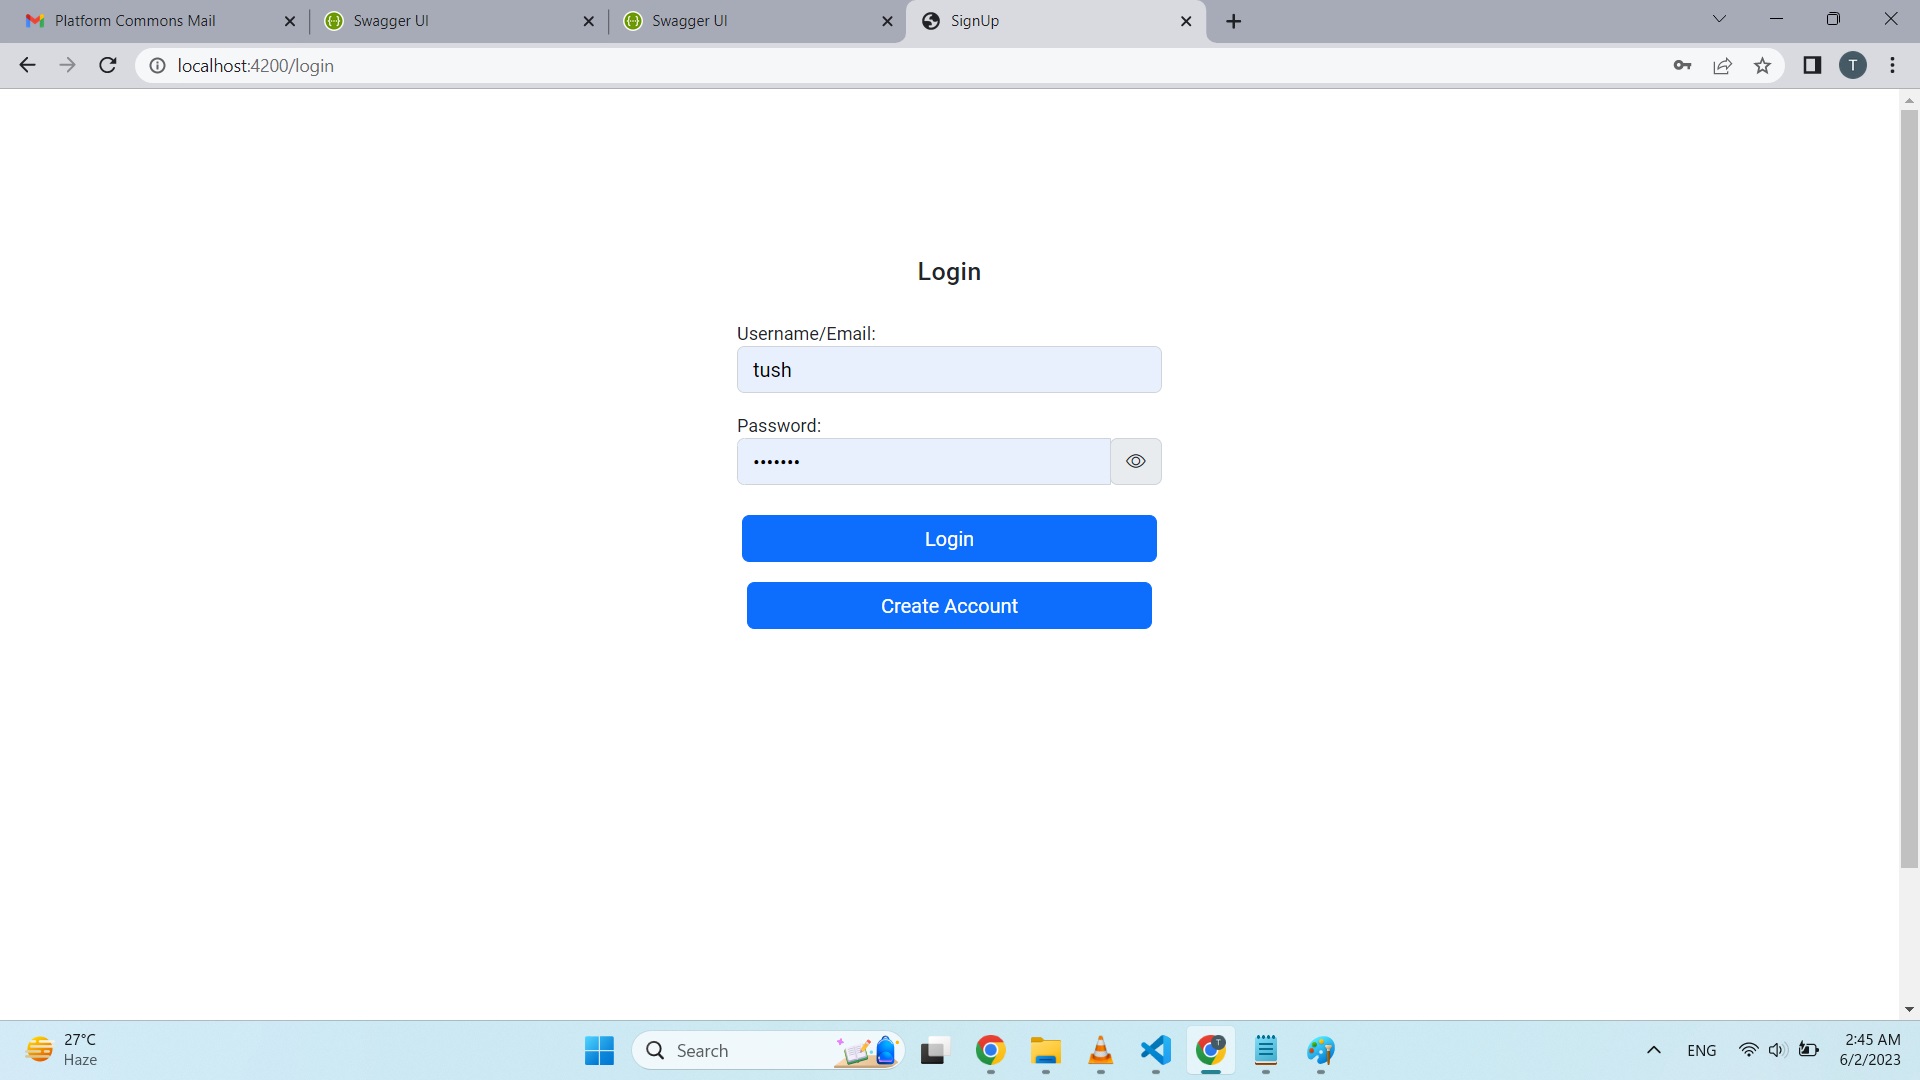 Platform Commons Mail
Swagger UI
Swagger UI
SignUp
localhost:4200/login
T
Login
Username/Email:
tush
Password:
•••••••
Login
Create Account
27°C
Haze
Search
T
ENG
2:45 AM
6/2/2023